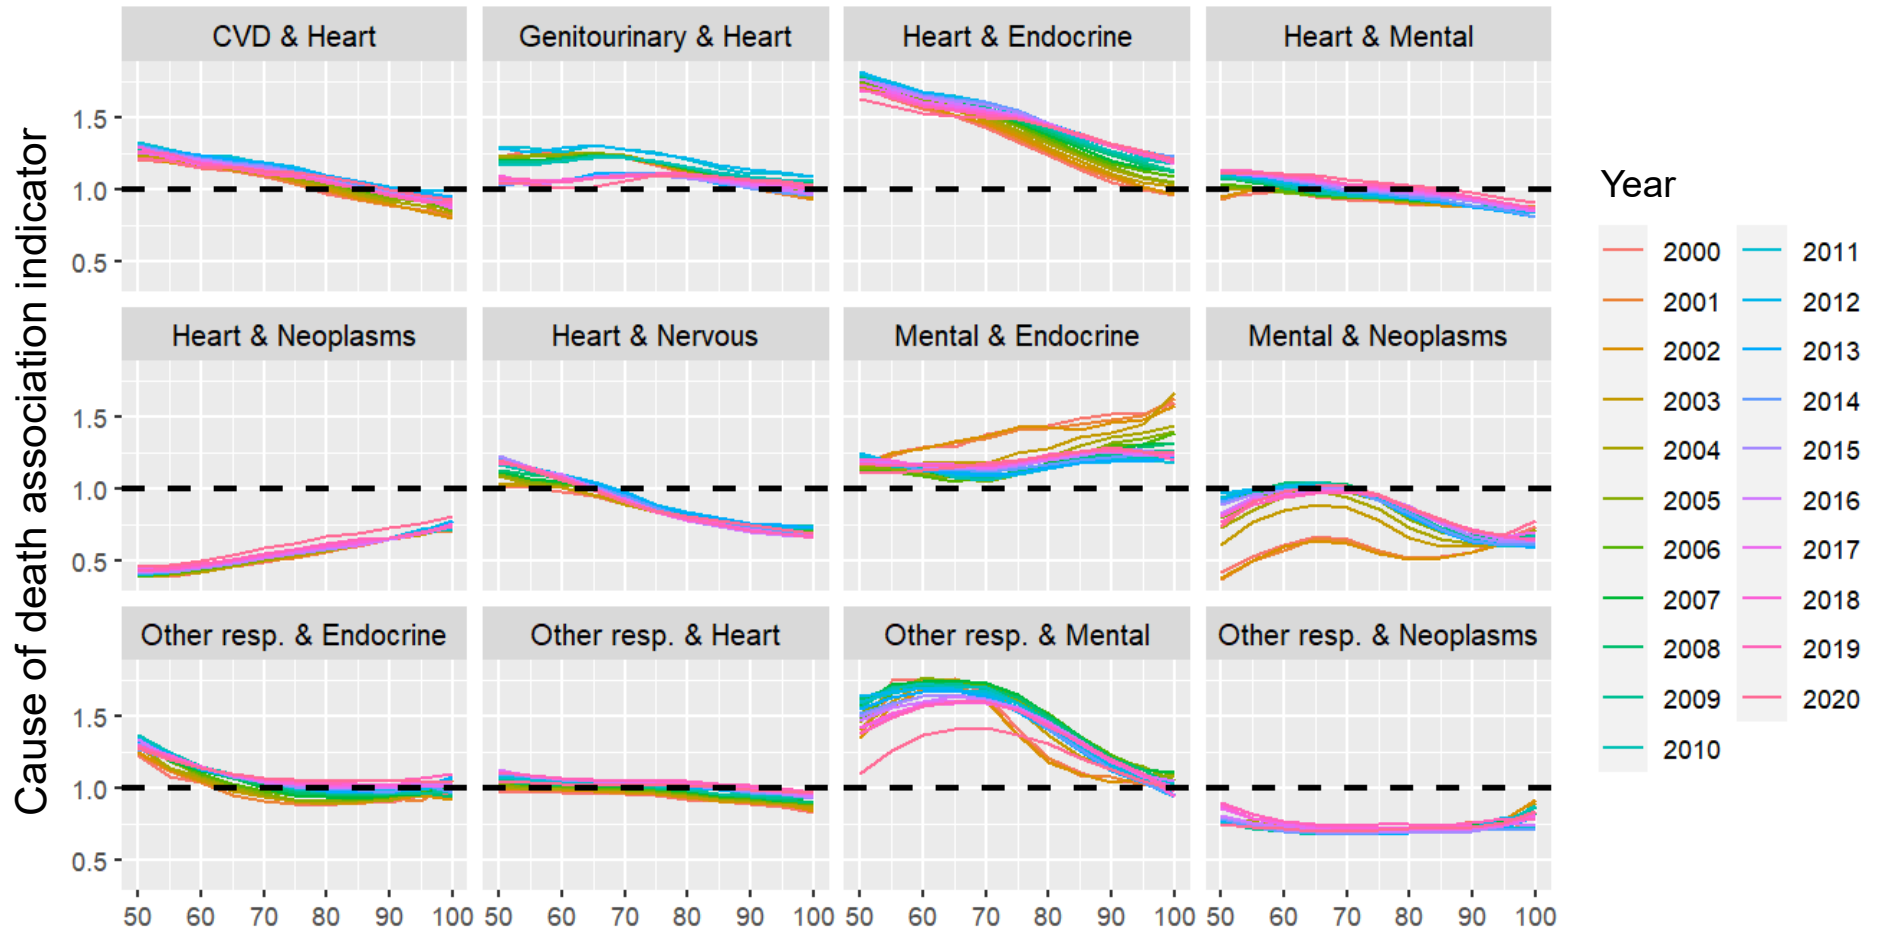 CVD & Heart
Genitourinary & Heart
Heart & Endocrine
Heart & Mental
1.5
1.0
0.5
Heart & Neoplasms
Heart & Nervous
Mental & Endocrine
Mental & Neoplasms
1.5
1.0
0.5
Other resp. & Endocrine
Other resp. & Heart
Other resp. & Mental
Other resp. & Neoplasms
1.5
1.0
0.5
50 60 70 80 90 100
50 60 70 80 90 100
50 60 70 80 90 100
50 60 70 80 90 100
Cause of death association indicator
Year
2000
2001
2002
2003
2004
2005
2006
2007
2008
2009
2010
2011
2012
2013
2014
2015
2016
2017
2018
2019
2020